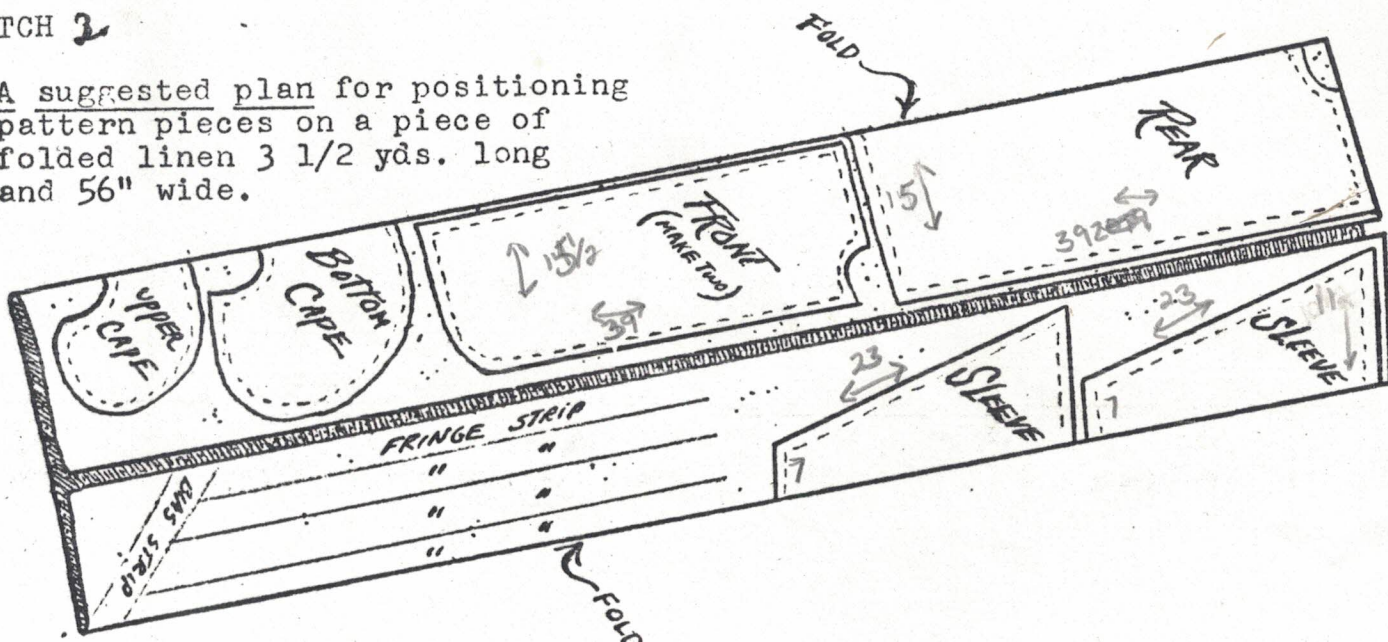 TCH 2
A suggested plan for positioning
pattern pieces on a piece of
folded linen 3 1/2 yds. long
and 56" wide.
FOLD
REAR
15
39
FRONT
(MAKE TWO)
15 1/2
39
BOTTOM
CAPE
UPPER
CAPE
23
SLEEVE
11
7
23
SLEEVE
7
FRINGE STRIP
" "
" "
" "
BIAS STRIP
FOLD